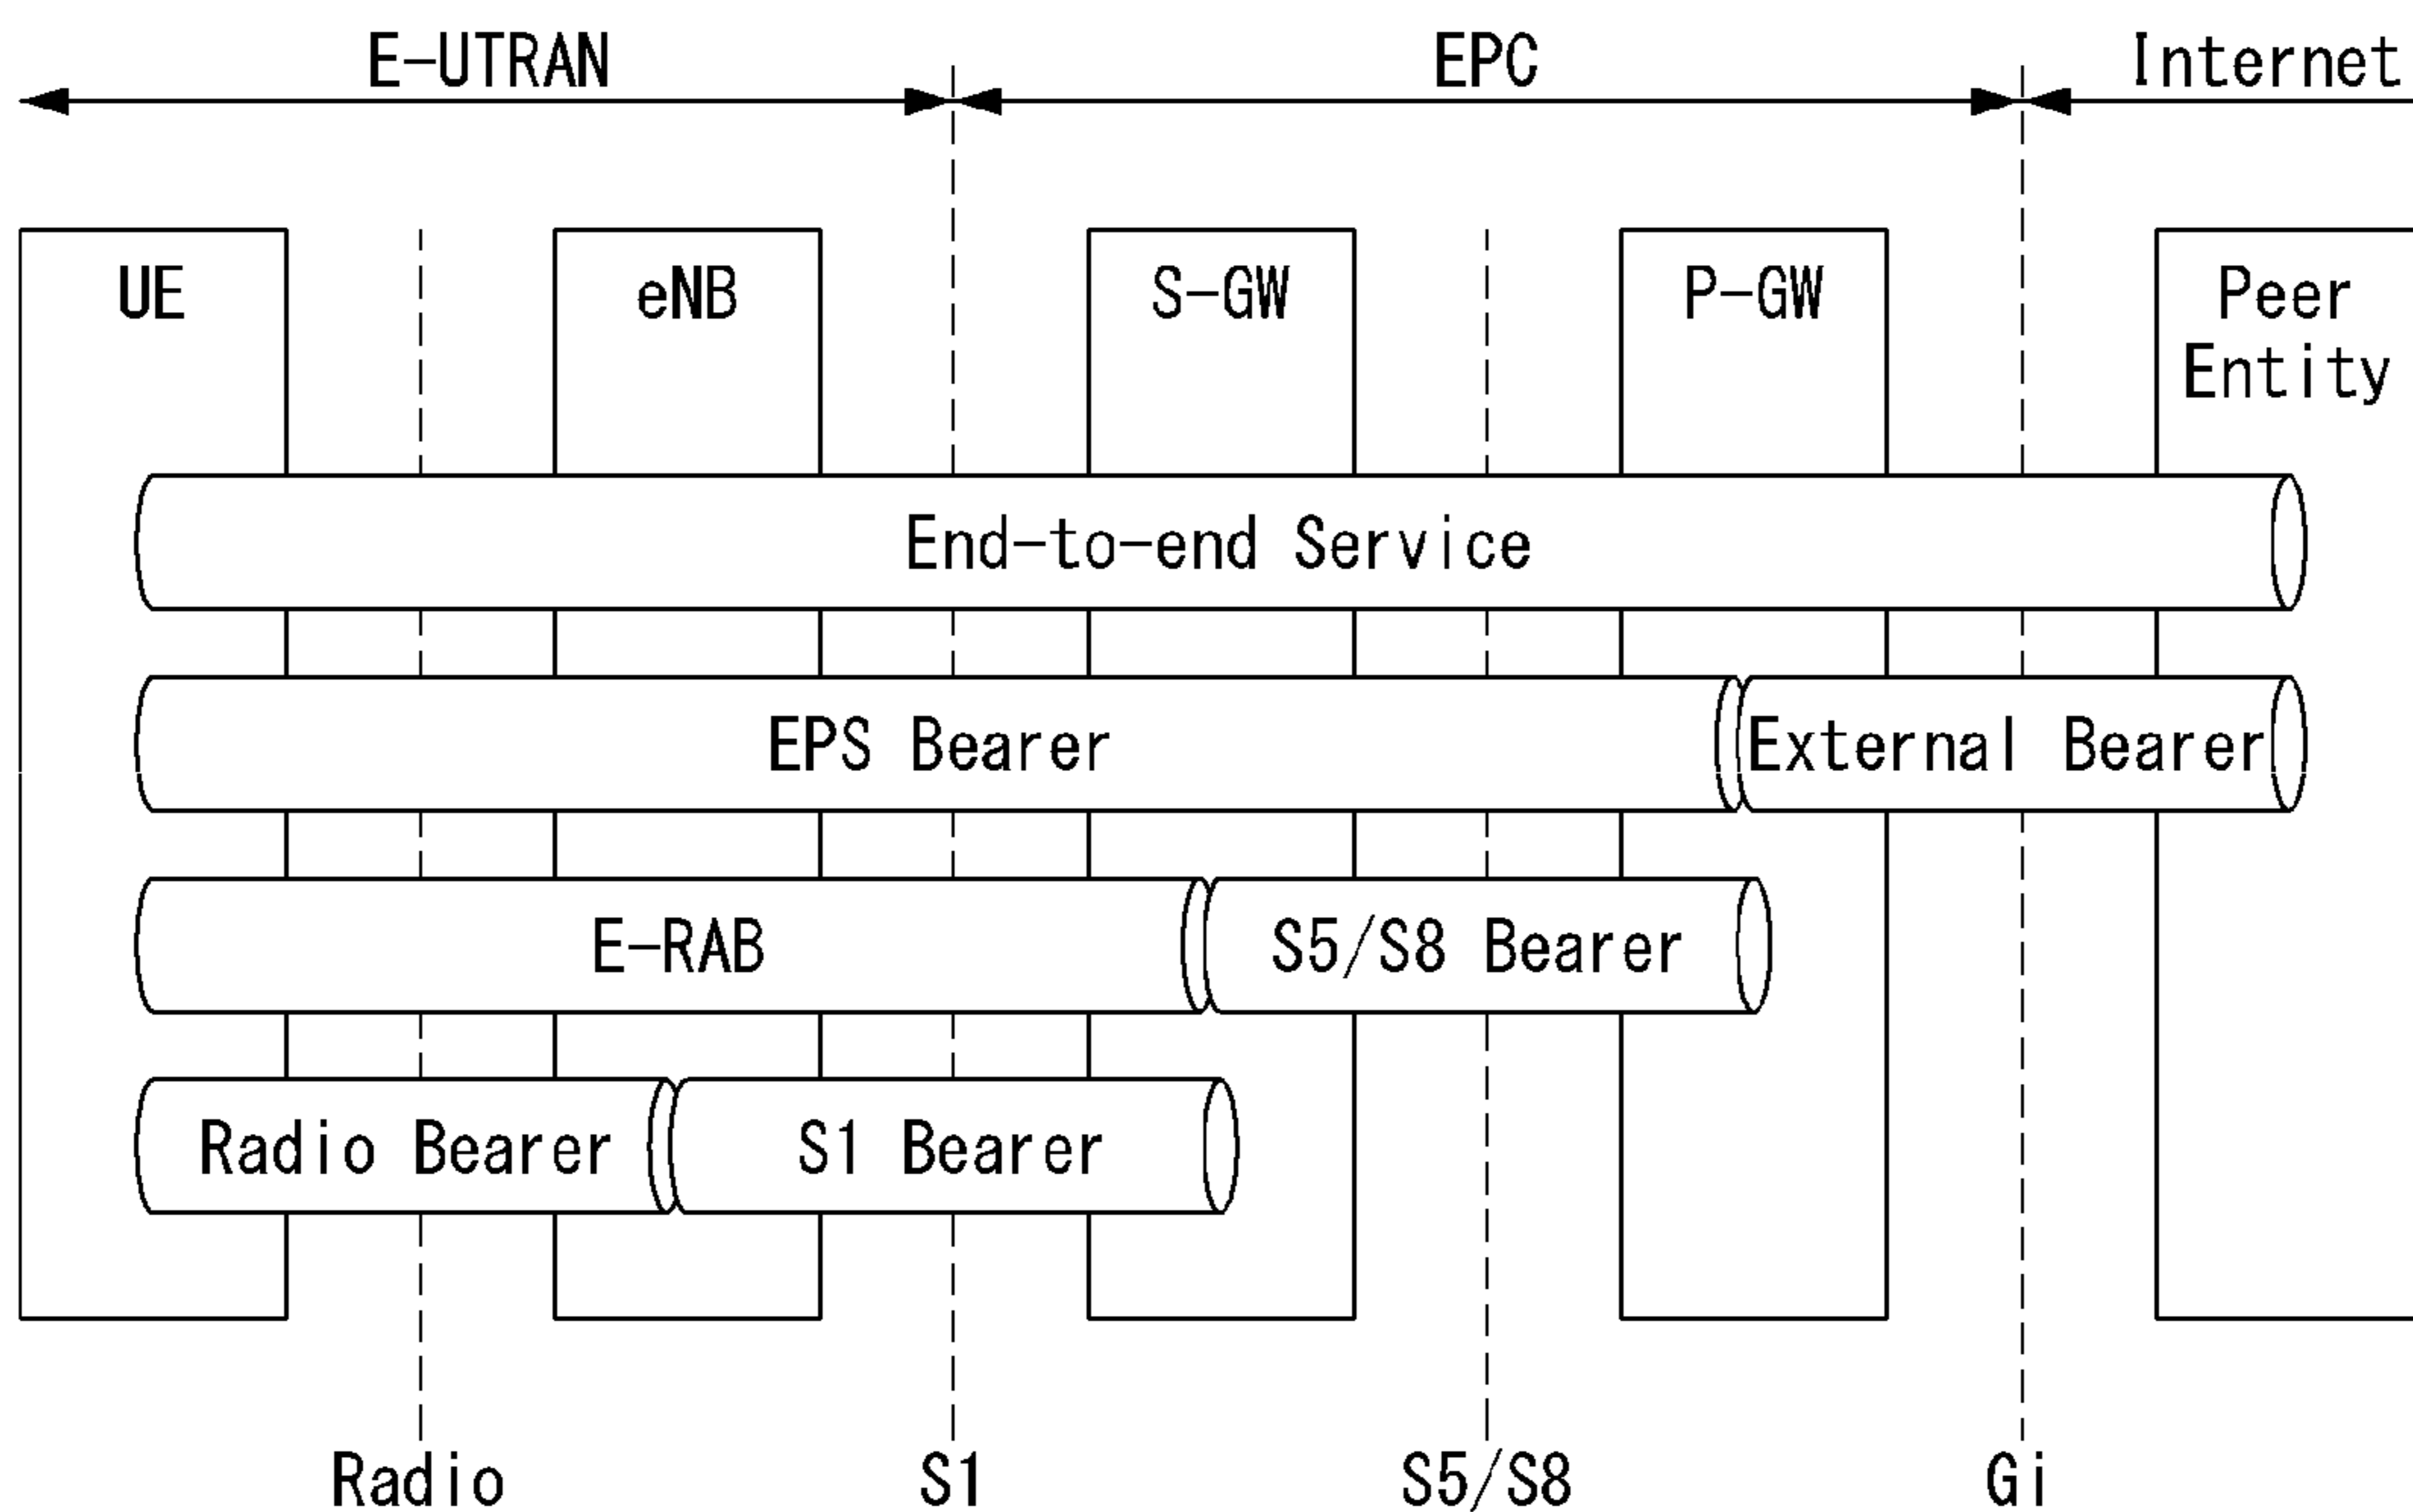 E-UTRAN
EPC
Internet
UE
eNB
S-GW
P-GW
Peer
Entity
End-to-end Service
EPS Bearer
External Bearer
E-RAB
S5/S8 Bearer
Radio Bearer
S1 Bearer
Radio
S1
S5/S8
Gi